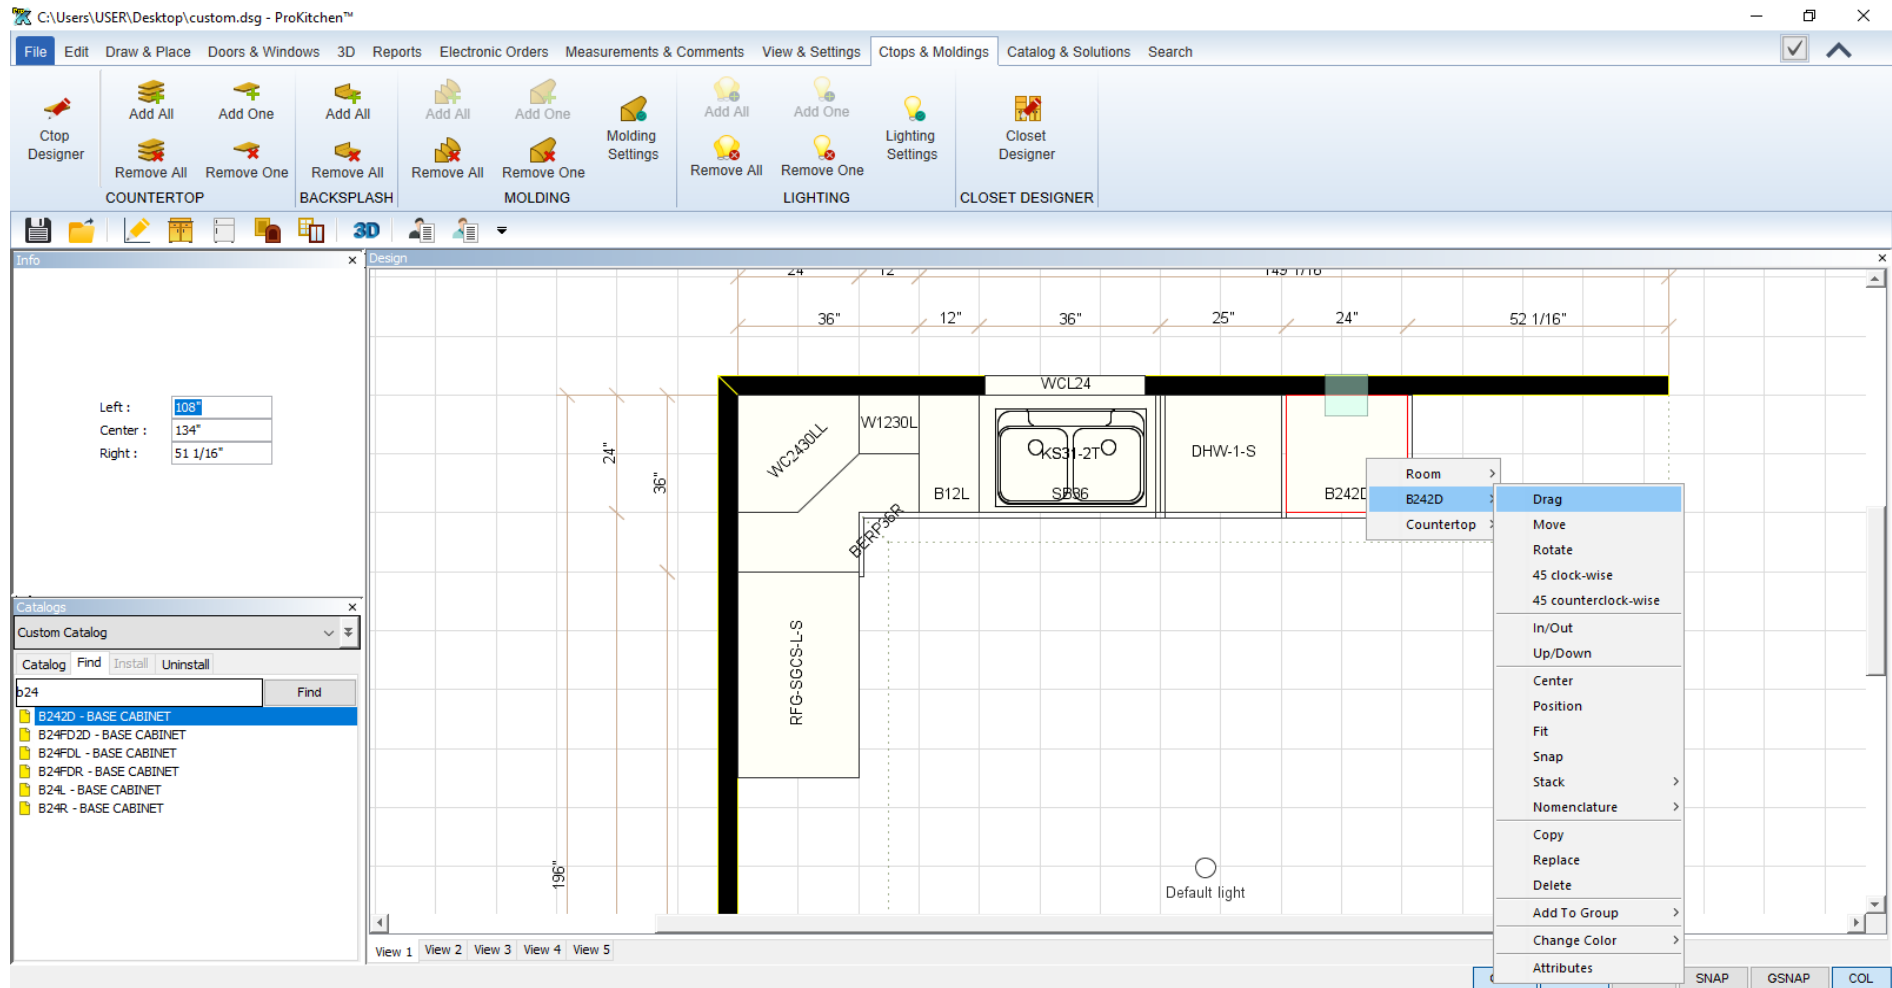 C:\Users\USER\Desktop\custom.dsg - ProKitchen™
File Edit Draw & Place Doors & Windows 3D Reports Electronic Orders Measurements & Comments View & Settings Ctops & Moldings Catalog & Solutions Search
Ctop Designer
Add All Add One
Remove All Remove One
COUNTERTOP
Add All
Remove All
BACKSPLASH
Add All Add One
Remove All Remove One
Molding Settings
MOLDING
Add All Add One
Remove All Remove One
Lighting Settings
LIGHTING
Closet Designer
CLOSET DESIGNER
3D
Info
Left : 108"
Center : 134"
Right : 51 1/16"
Catalogs
Custom Catalog
Catalog Find Install Uninstall
b24 Find
B242D - BASE CABINET
B24FD2D - BASE CABINET
B24FDL - BASE CABINET
B24FDR - BASE CABINET
B24L - BASE CABINET
B24R - BASE CABINET
Design
24 12 149 1/16
36" 12" 36" 25" 24" 52 1/16"
WCL24
W1230L
WC2430LL
KS31-2T
DHW-1-S
B12L
SB36
B242D
BERP36R
RFG-SGCS-L-S
24"
36"
196"
Default light
Room
B242D
Countertop
Drag
Move
Rotate
45 clock-wise
45 counterclock-wise
In/Out
Up/Down
Center
Position
Fit
Snap
Stack
Nomenclature
Copy
Replace
Delete
Add To Group
Change Color
Attributes
View 1 View 2 View 3 View 4 View 5
SNAP GSNAP COL